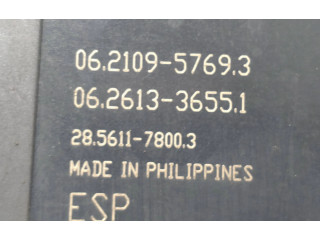 06.2109-5769.3
06.2613-3655.1
28.5611-7800.3
MADE IN PHILIPPINES
ESP